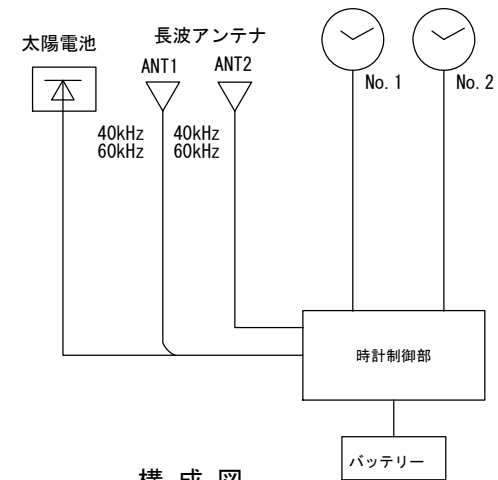 太陽電池
長波アンテナ
ANT1
ANT2
No. 1
No. 2
40kHz
60kHz
40kHz
60kHz
時計制御部
バッテリー
構成図